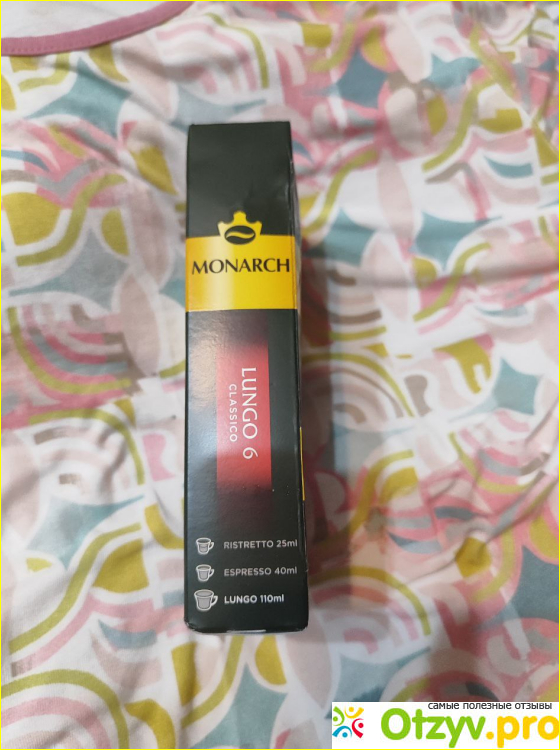 MONARCH
LUNGO 6
CLASSICO
RISTRETTO 25ml
ESPRESSO 40ml
LUNGO 110ml
самые полезные отзывы
Otzyv.pro